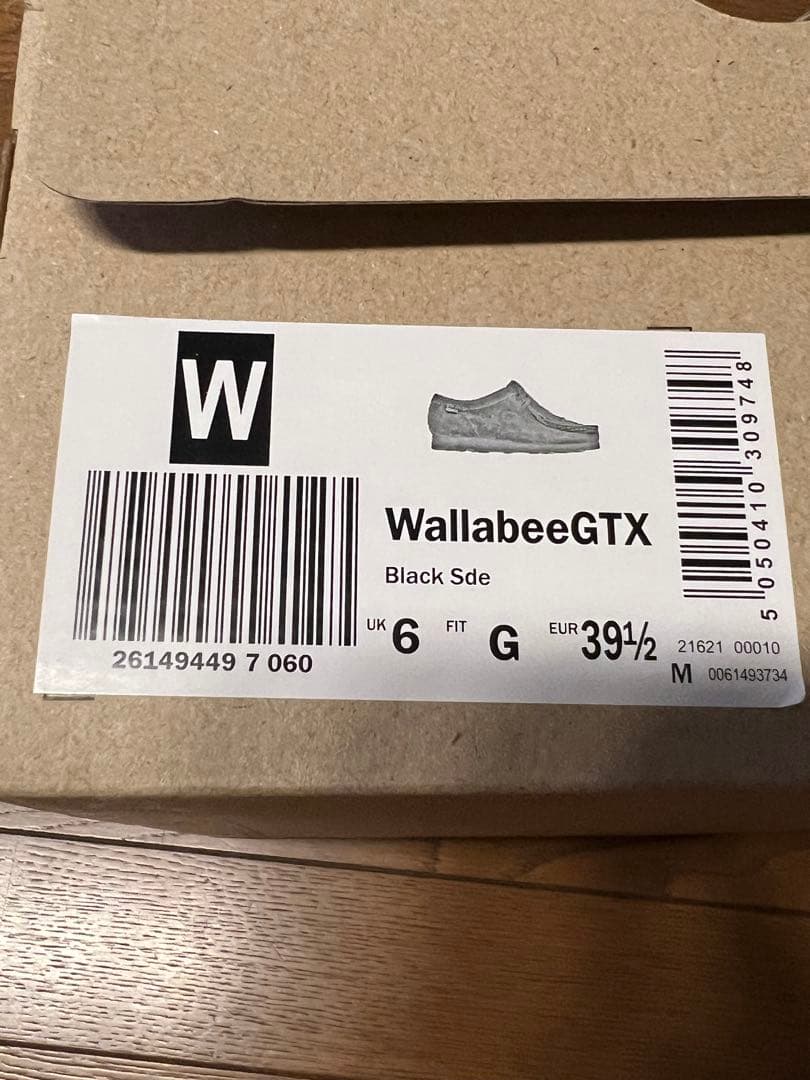 W
26149449 7 060
WallabeeGTX
Black Sde
UK 6 FIT G EUR 39½
5 050410 309748
21621 00010
M 0061493734